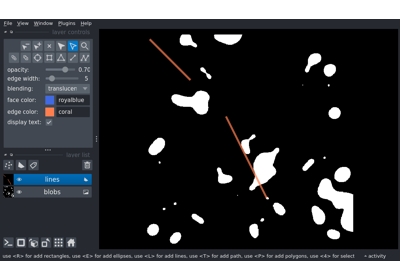 File View Window Plugins Help
layer controls
opacity: 0.70
edge width: 5
blending: translucen
face color: royalblue
edge color: coral
display text:
layer list
lines
blobs
use <R> for add rectangles, use <E> for add ellipses, use <L> for add lines, use <T> for add path, use <P> for add polygons, use <4> for select
activity